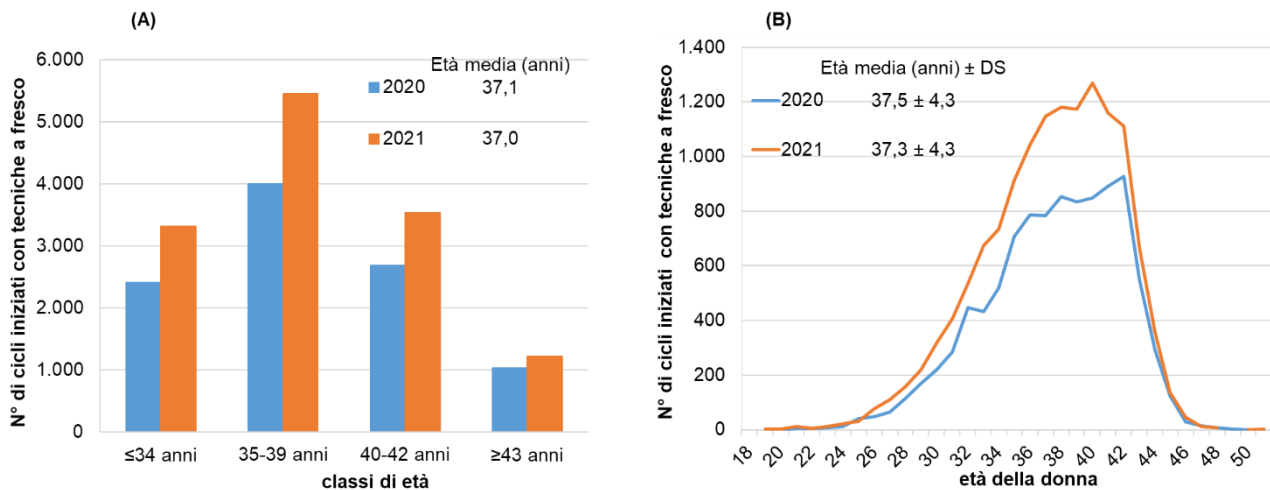 (A)
N° di cicli iniziati con tecniche a fresco
6.000
5.000
4.000
3.000
2.000
1.000
0
Età media (anni)
2020 37,1
2021 37,0
≤34 anni 35-39 anni 40-42 anni ≥43 anni
classi di età
(B)
N° di cicli iniziati con tecniche a fresco
1.400
1.200
1.000
800
600
400
200
0
Età media (anni) ± DS
2020 37,5 ± 4,3
2021 37,3 ± 4,3
18 20 22 24 26 28 30 32 34 36 38 40 42 44 46 48 50
età della donna